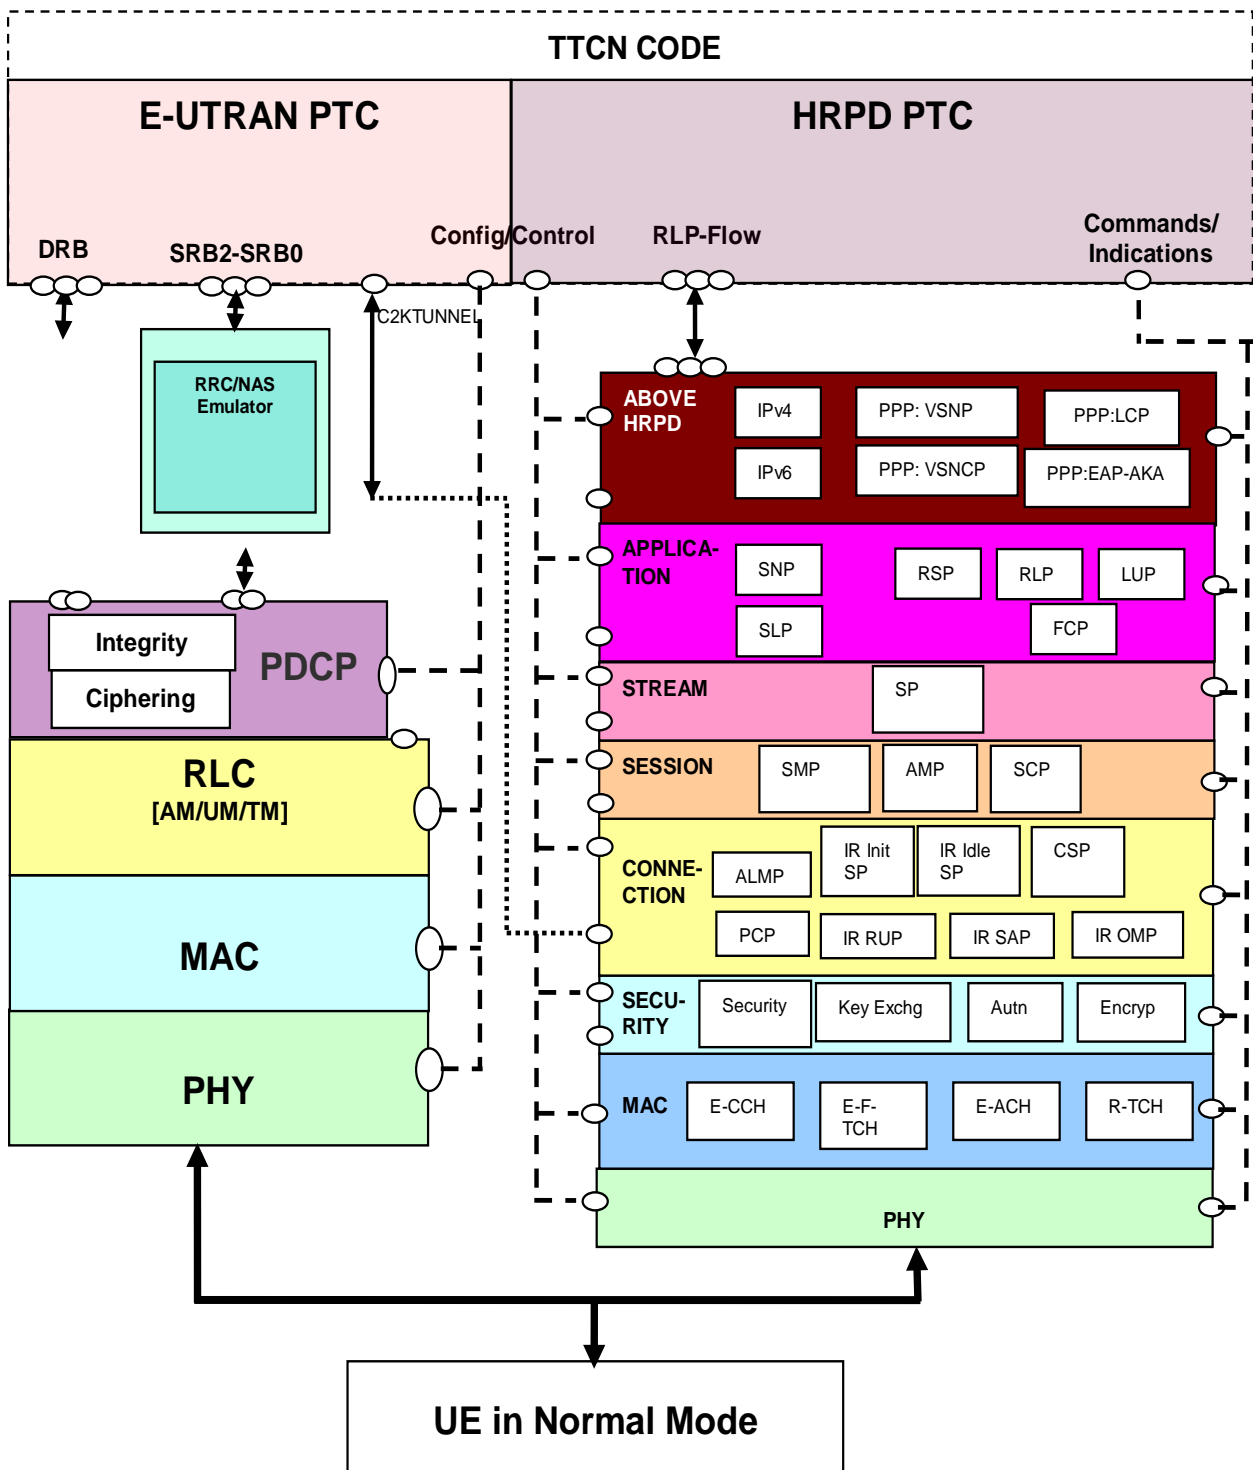 TTCN CODE
E-UTRAN PTC
HRPD PTC
DRB
SRB2-SRB0
Config/Control
RLP-Flow
Commands/
Indications
C2KTUNNEL
RRC/NAS
Emulator
ABOVE
HRPD
IPv4
PPP: VSNP
PPP:LCP
IPv6
PPP: VSNCP
PPP:EAP-AKA
APPLICA-
TION
SNP
RSP
RLP
LUP
SLP
FCP
Integrity
Ciphering
PDCP
STREAM
SP
RLC
[AM/UM/TM]
SESSION
SMP
AMP
SCP
CONNE-
CTION
ALMP
IR Init
SP
IR Idle
SP
CSP
PCP
IR RUP
IR SAP
IR OMP
MAC
SECU-
RITY
Security
Key Exchg
Autn
Encryp
PHY
MAC
E-CCH
E-F-
TCH
E-ACH
R-TCH
PHY
UE in Normal Mode